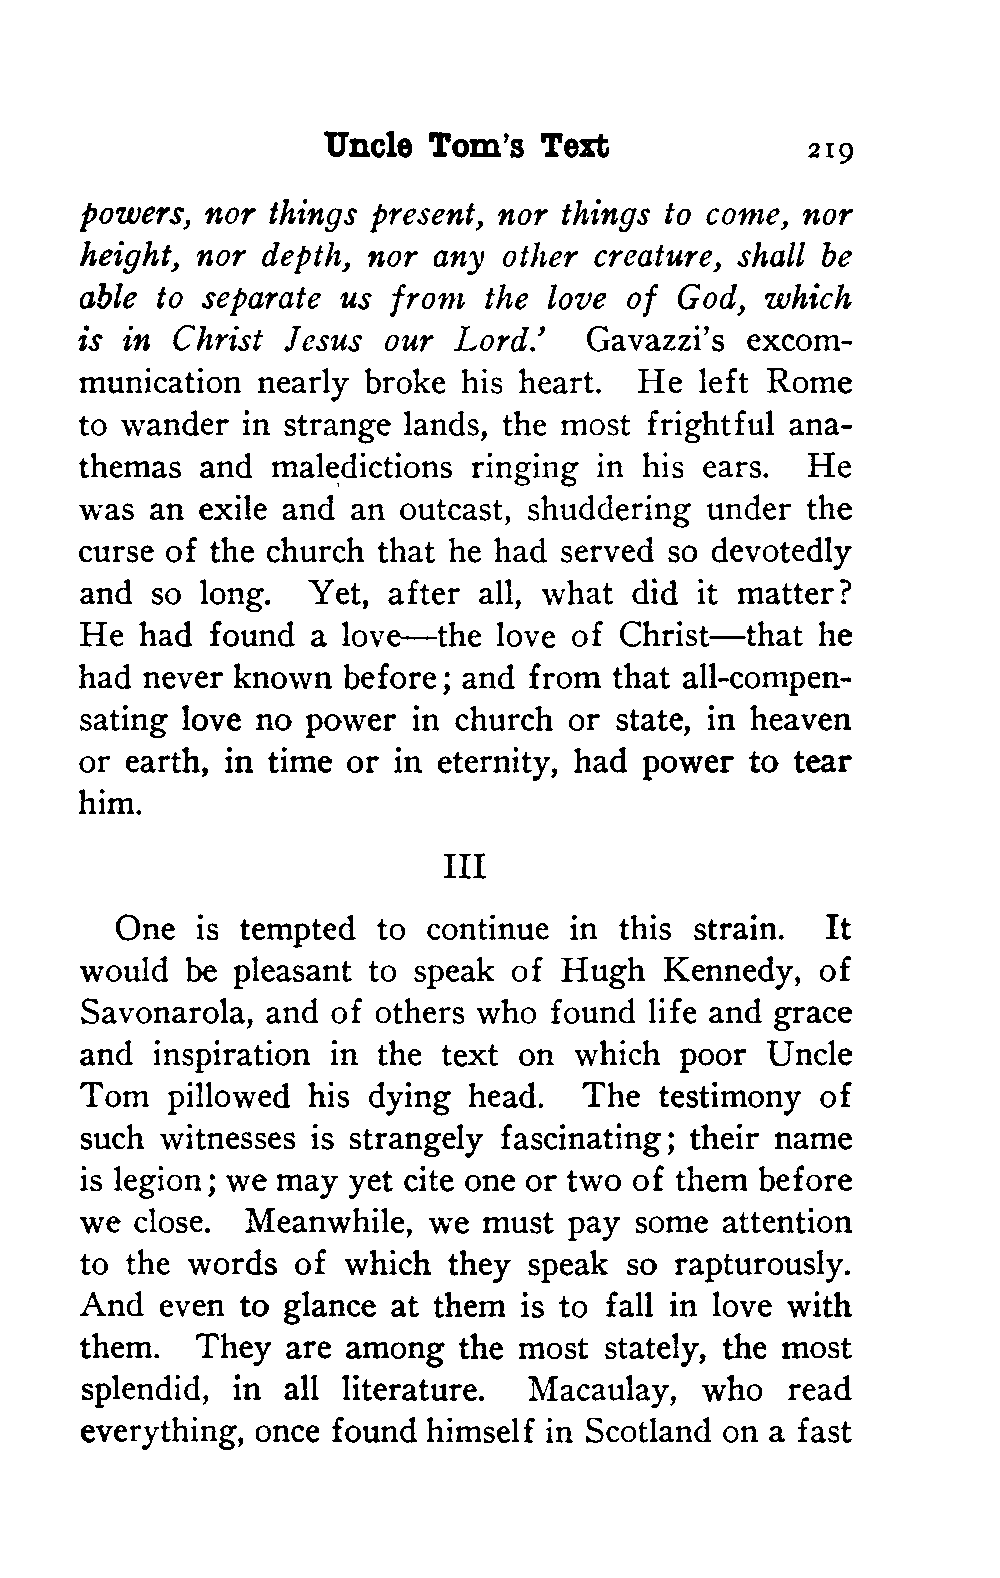 Uncle Tom's Text 219
powers, nor things present, nor things to come, nor
height, nor depth, nor any other creature, shall be
able to separate us from the love of God, which
is in Christ Jesus our Lord.' Gavazzi's excom-
munication nearly broke his heart. He left Rome
to wander in strange lands, the most frightful ana-
themas and maledictions ringing in his ears. He
was an exile and an outcast, shuddering under the
curse of the church that he had served so devotedly
and so long. Yet, after all, what did it matter?
He had found a love—the love of Christ—that he
had never known before; and from that all-compen-
sating love no power in church or state, in heaven
or earth, in time or in eternity, had power to tear
him.
III
One is tempted to continue in this strain. It
would be pleasant to speak of Hugh Kennedy, of
Savonarola, and of others who found life and grace
and inspiration in the text on which poor Uncle
Tom pillowed his dying head. The testimony of
such witnesses is strangely fascinating; their name
is legion; we may yet cite one or two of them before
we close. Meanwhile, we must pay some attention
to the words of which they speak so rapturously.
And even to glance at them is to fall in love with
them. They are among the most stately, the most
splendid, in all literature. Macaulay, who read
everything, once found himself in Scotland on a fast